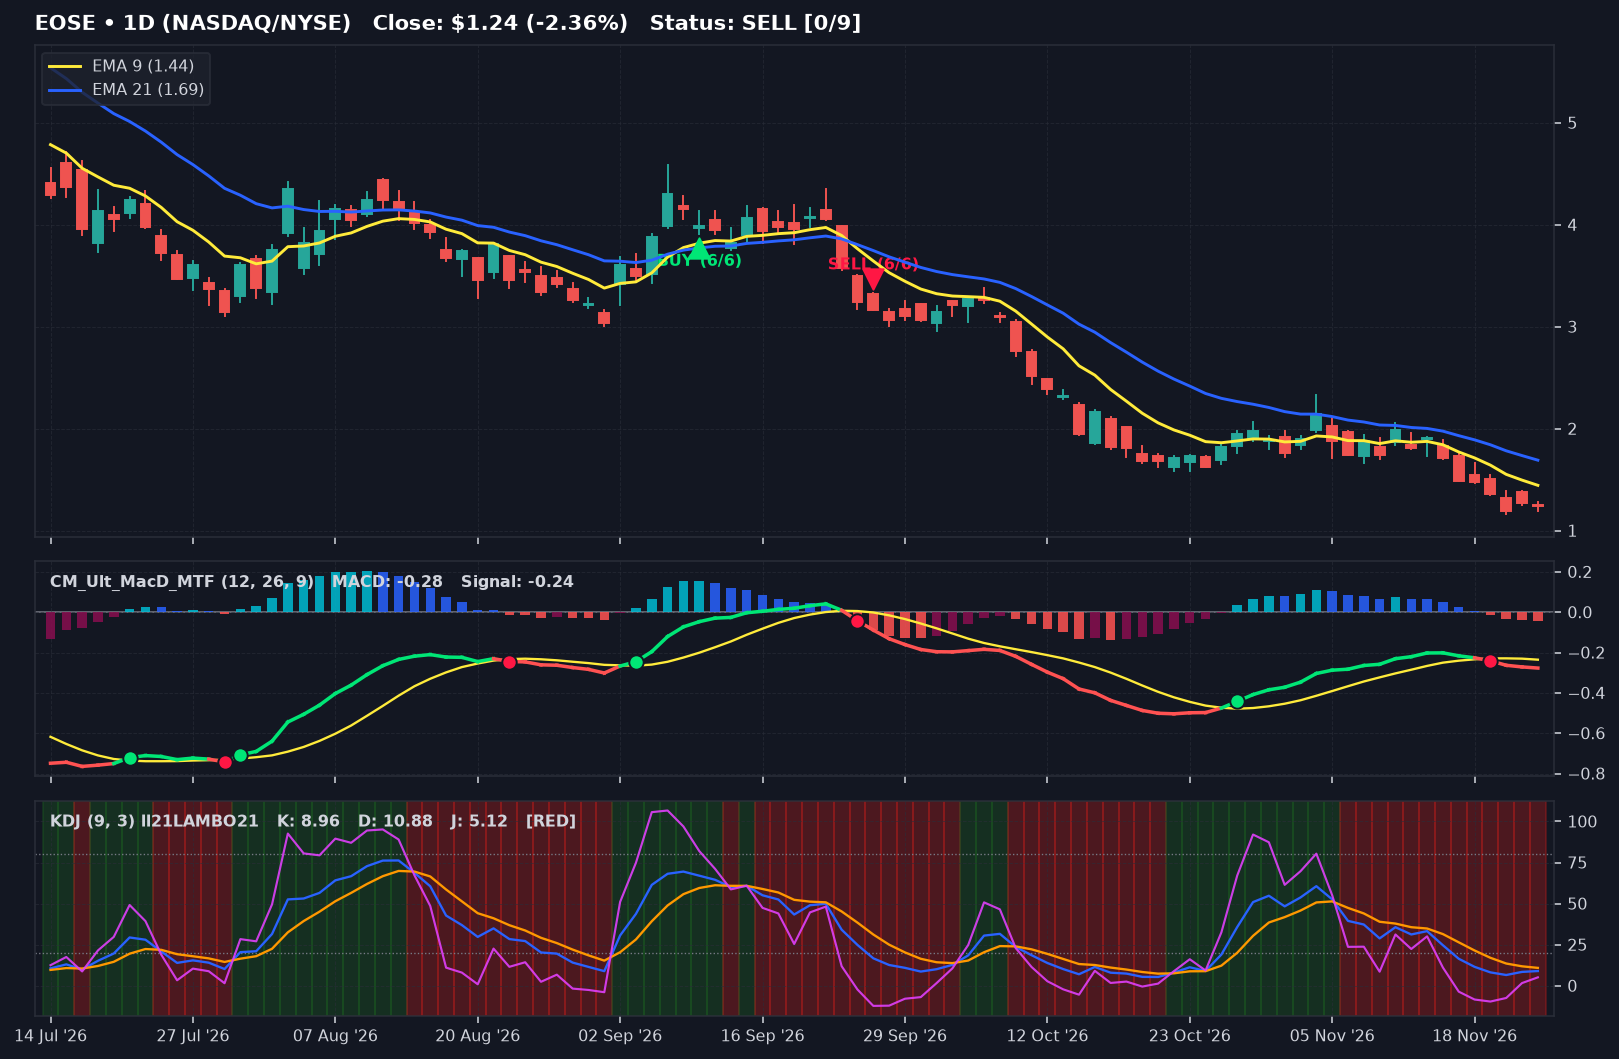 EOSE • 1D (NASDAQ/NYSE)   Close: $1.24 (-2.36%)   Status: SELL [0/9]
EMA 9 (1.44)
EMA 21 (1.69)
BUY (6/6)
SELL (6/6)
5
4
3
2
1
CM_Ult_MacD_MTF (12, 26, 9)   MACD: -0.28   Signal: -0.24
0.2
0.0
−0.2
−0.4
−0.6
−0.8
KDJ (9, 3) ll21LAMBO21   K: 8.96   D: 10.88   J: 5.12   [RED]
100
75
50
25
0
14 Jul '26   27 Jul '26   07 Aug '26   20 Aug '26   02 Sep '26   16 Sep '26   29 Sep '26   12 Oct '26   23 Oct '26   05 Nov '26   18 Nov '26